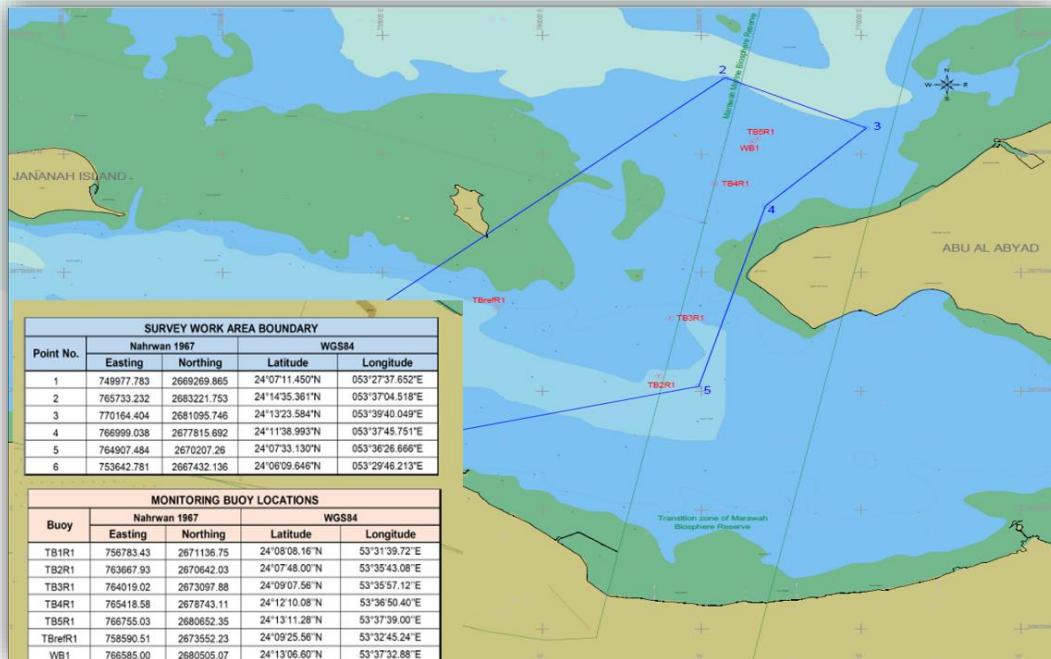 2
Marawah Marine Biosphere Reserve
3
TB5R1
WB1
TB4R1
JANANAH ISLAND
4
ABU AL ABYAD
N
W E
S
TBrefR1
TB3R1
TB2R1
5
Transition zone of Marawah
Biosphere Reserve
SURVEY WORK AREA BOUNDARY
Point No. Nahrwan 1967 WGS84
Easting Northing Latitude Longitude
1 749977.783 2669269.865 24°07'11.450"N 053°27'37.652"E
2 765733.232 2683221.753 24°14'35.361"N 053°37'04.518"E
3 770164.404 2681095.746 24°13'23.584"N 053°39'40.049"E
4 766999.038 2677815.692 24°11'38.993"N 053°37'45.751"E
5 764907.484 2670207.26 24°07'33.130"N 053°36'26.666"E
6 753642.781 2667432.136 24°06'09.646"N 053°29'46.213"E
MONITORING BUOY LOCATIONS
Buoy Nahrwan 1967 WGS84
Easting Northing Latitude Longitude
TB1R1 756783.43 2671136.75 24°08'08.16"N 53°31'39.72"E
TB2R1 763667.93 2670642.03 24°07'48.00"N 53°35'43.08"E
TB3R1 764019.02 2673097.88 24°09'07.56"N 53°35'57.12"E
TB4R1 765418.58 2678743.11 24°12'10.08"N 53°36'50.40"E
TB5R1 766755.03 2680652.35 24°13'11.28"N 53°37'39.00"E
TBrefR1 758590.51 2673552.23 24°09'25.56"N 53°32'45.24"E
WB1 766585.00 2680505.07 24°13'06.60"N 53°37'32.88"E